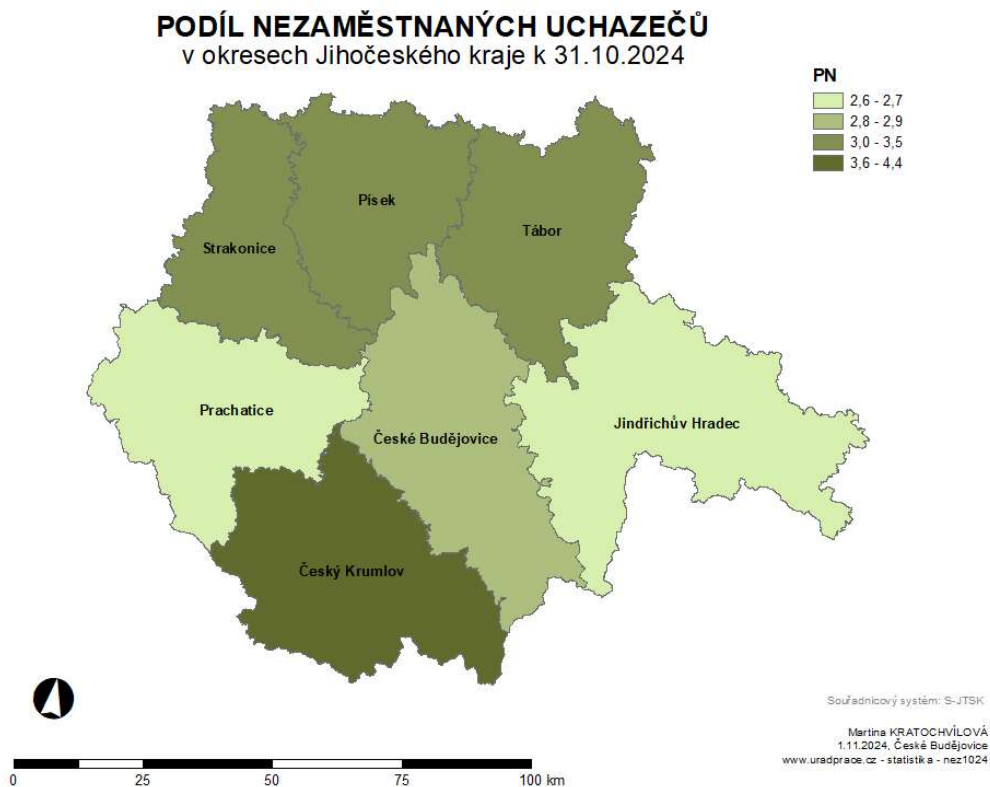 PODÍL NEZAMĚSTNANÝCH UCHAZEČŮ
v okresech Jihočeského kraje k 31.10.2024
PN
2,6 - 2,7
2,8 - 2,9
3,0 - 3,5
3,6 - 4,4
Písek
Tábor
Strakonice
Prachatice
Jindřichův Hradec
České Budějovice
Český Krumlov
Souřadnicový systém: S-JTSK
Martina KRATOCHVÍLOVÁ
1.11.2024, České Budějovice
www.uradprace.cz - statistika - nez1024
0 25 50 75 100 km